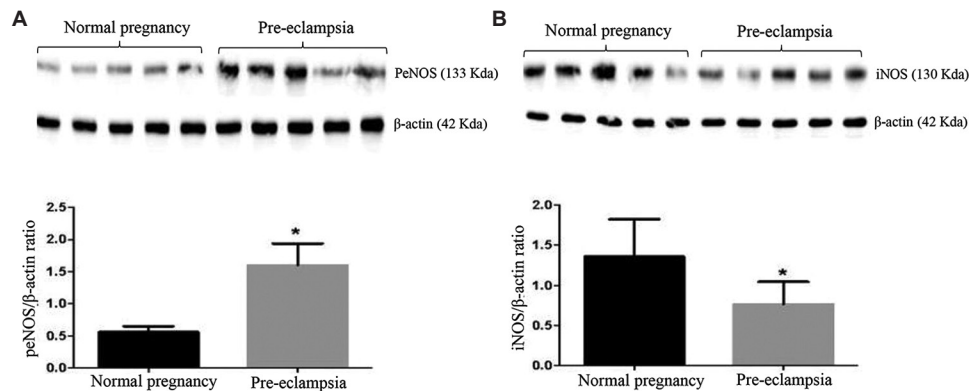 A
Normal pregnancy
Pre-eclampsia
PeNOS (133 Kda)
β-actin (42 Kda)
peNOS/β-actin ratio
2.5
2.0
1.5
1.0
0.5
0.0
*
Normal pregnancy
Pre-eclampsia
B
Normal pregnancy
Pre-eclampsia
iNOS (130 Kda)
β-actin (42 Kda)
iNOS/β-actin ratio
2.0
1.5
1.0
0.5
0.0
*
Normal pregnancy
Pre-eclampsia